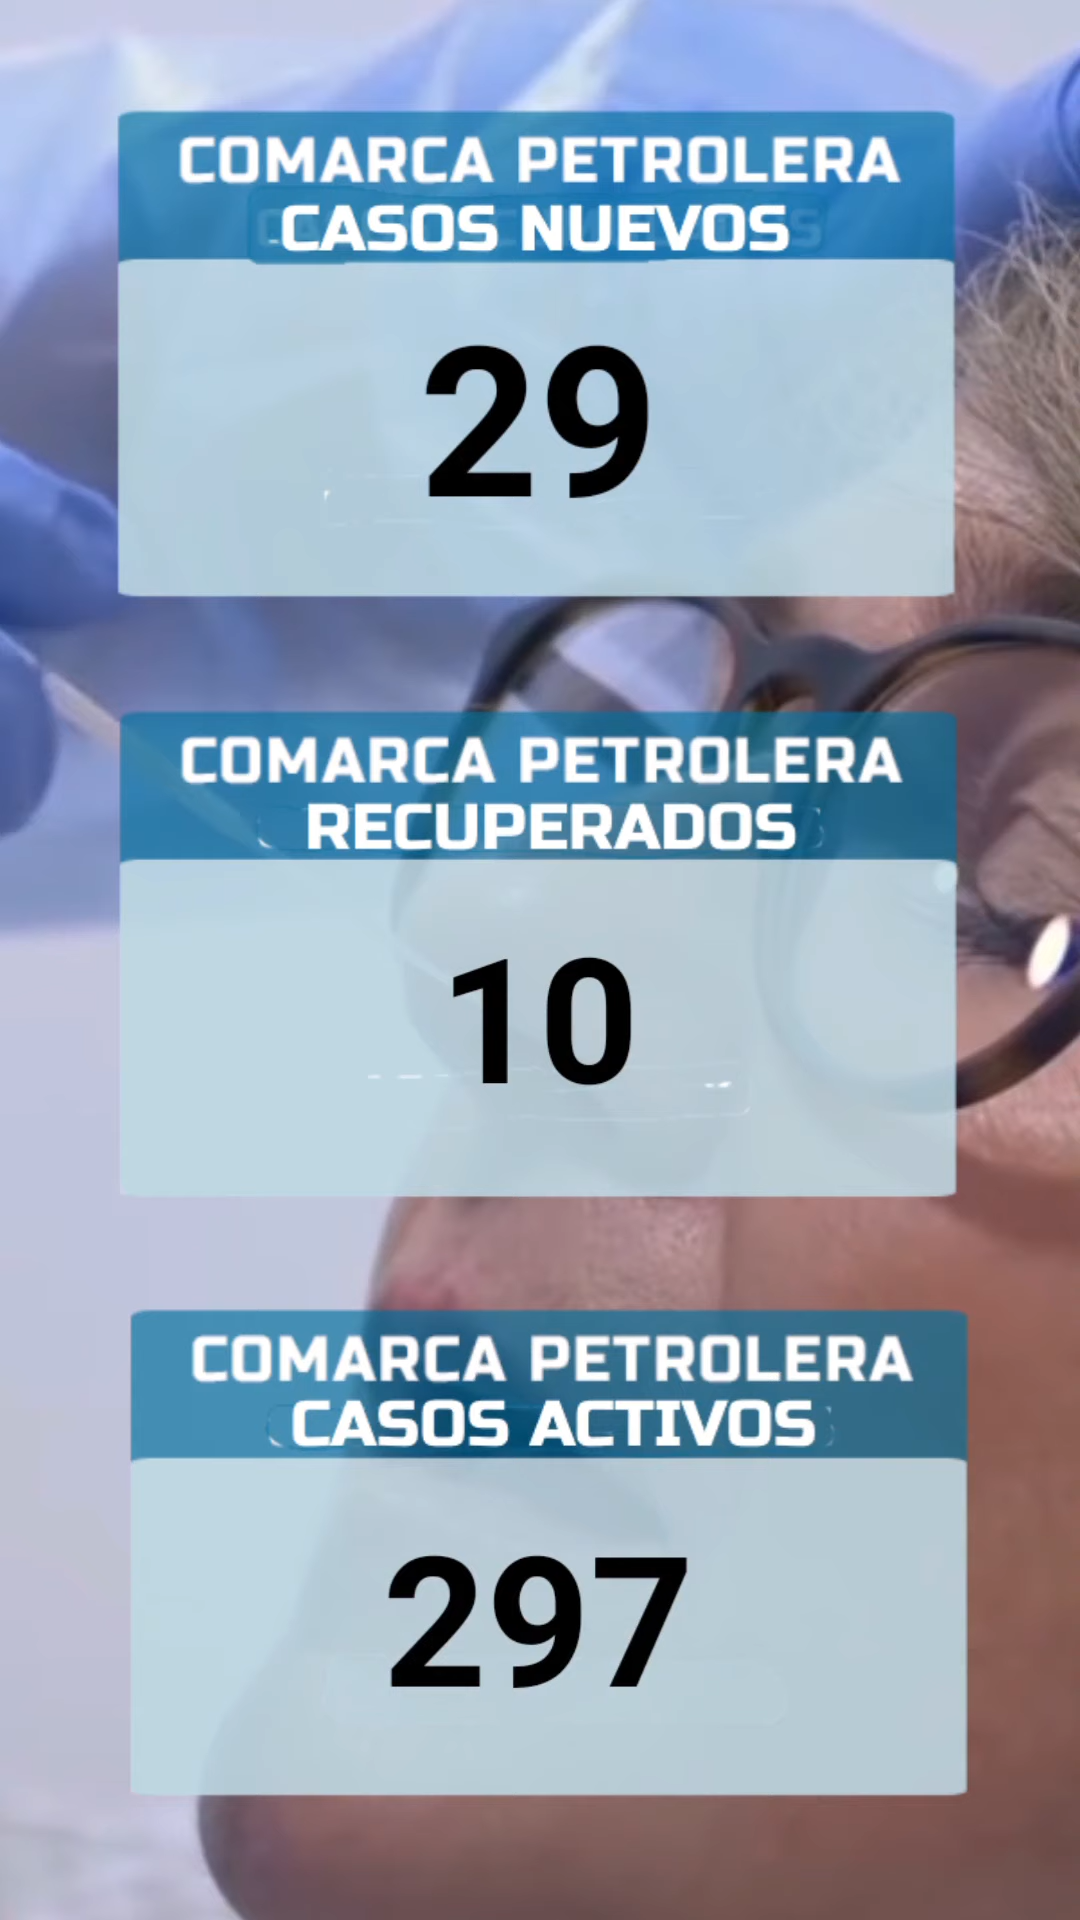 COMARCA PETROLERA
CASOS NUEVOS
29
COMARCA PETROLERA
RECUPERADOS
10
COMARCA PETROLERA
CASOS ACTIVOS
297